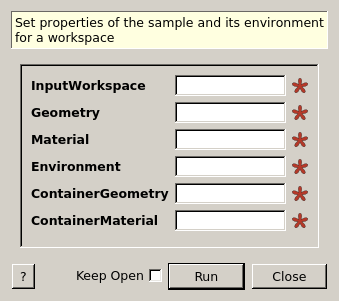 Set properties of the sample and its environment
for a workspace
InputWorkspace
Geometry
Material
Environment
ContainerGeometry
ContainerMaterial
? Keep Open Run Close